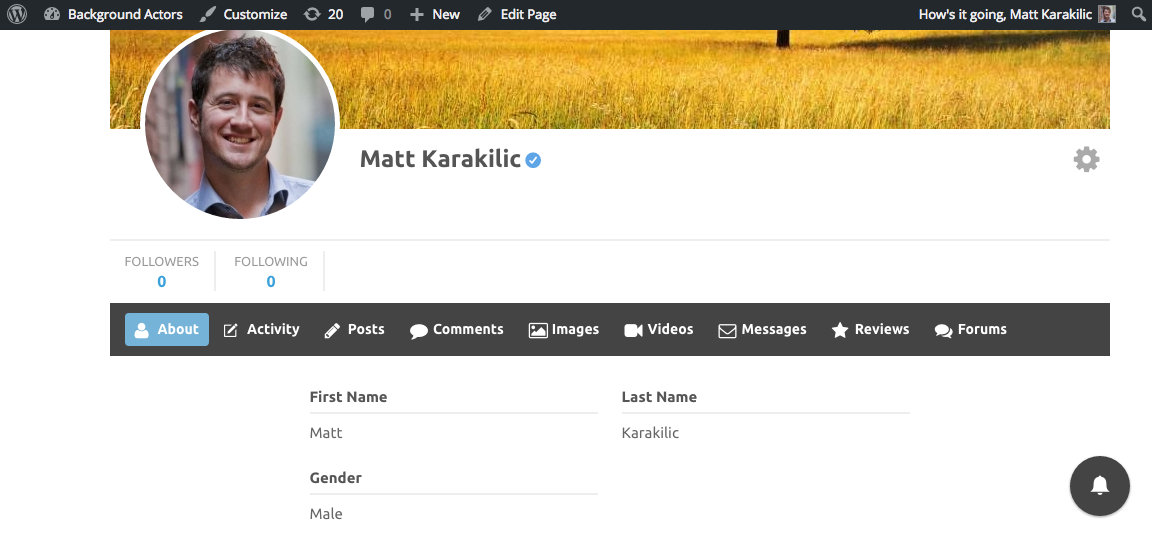 Background Actors Customize 20 0 New Edit Page How's it going, Matt Karakilic
Matt Karakilic
FOLLOWERS FOLLOWING
0 0
About Activity Posts Comments Images Videos Messages Reviews Forums
First Name Last Name
Matt Karakilic
Gender
Male